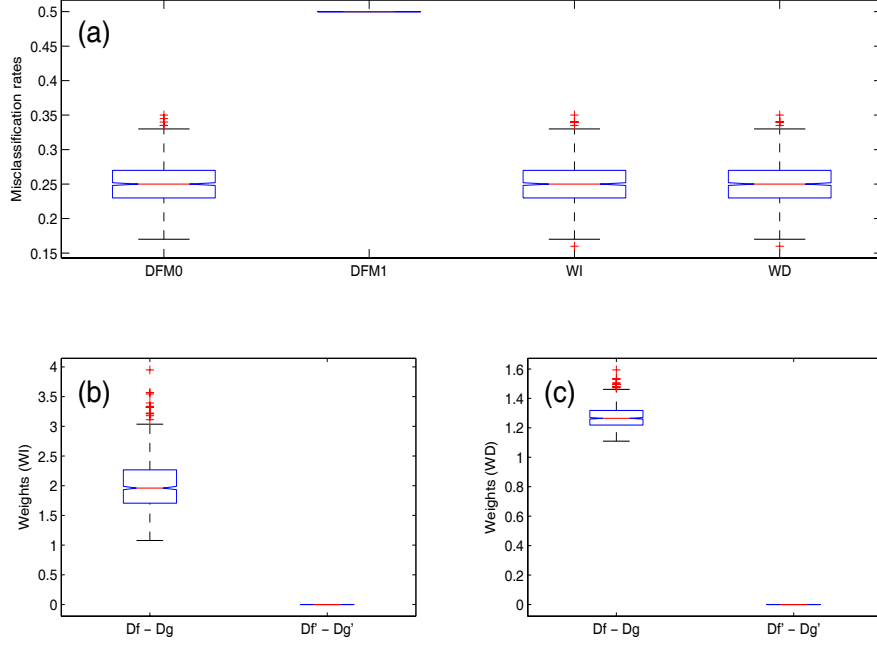 (a)
Misclassification rates
0.5
0.45
0.4
0.35
0.3
0.25
0.2
0.15
DFM0
DFM1
WI
WD
(b)
Weights (WI)
4
3.5
3
2.5
2
1.5
1
0.5
0
Df − Dg
Df' − Dg'
(c)
Weights (WD)
1.6
1.4
1.2
1
0.8
0.6
0.4
0.2
0
Df − Dg
Df' − Dg'